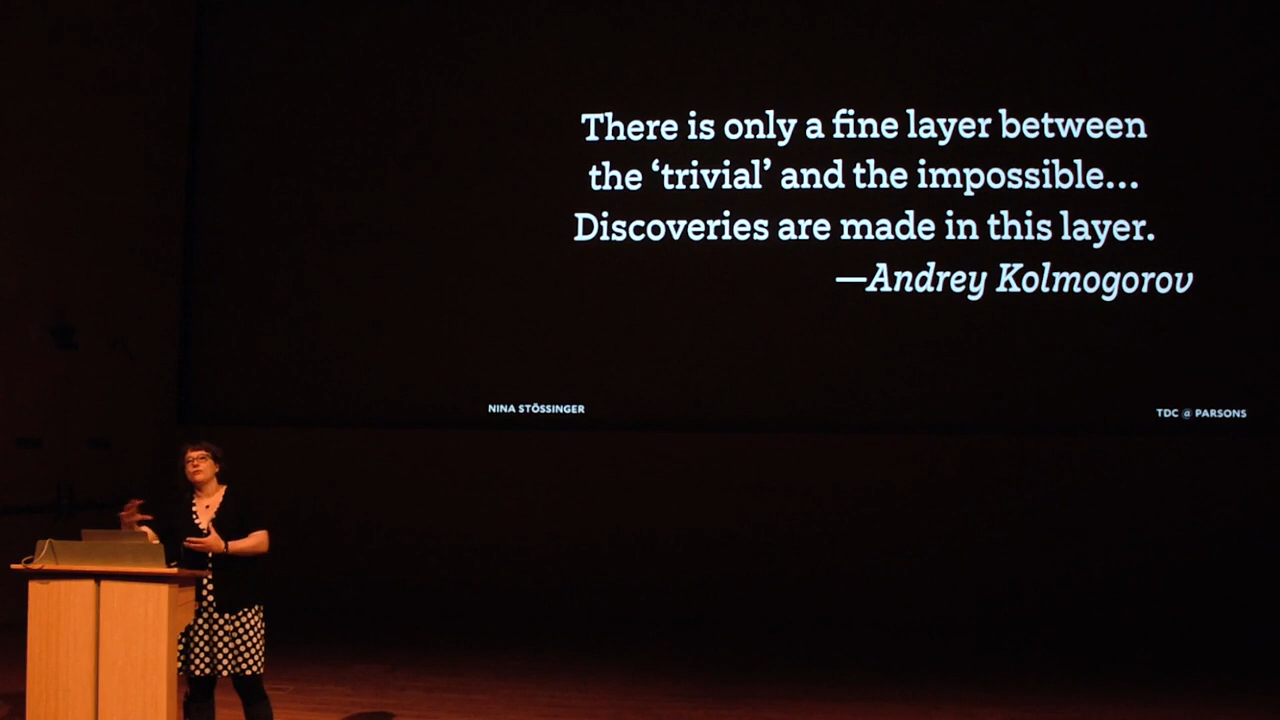 There is only a fine layer between
the ‘trivial’ and the impossible...
Discoveries are made in this layer.
—Andrey Kolmogorov
NINA STÖSSINGER
TDC @ PARSONS